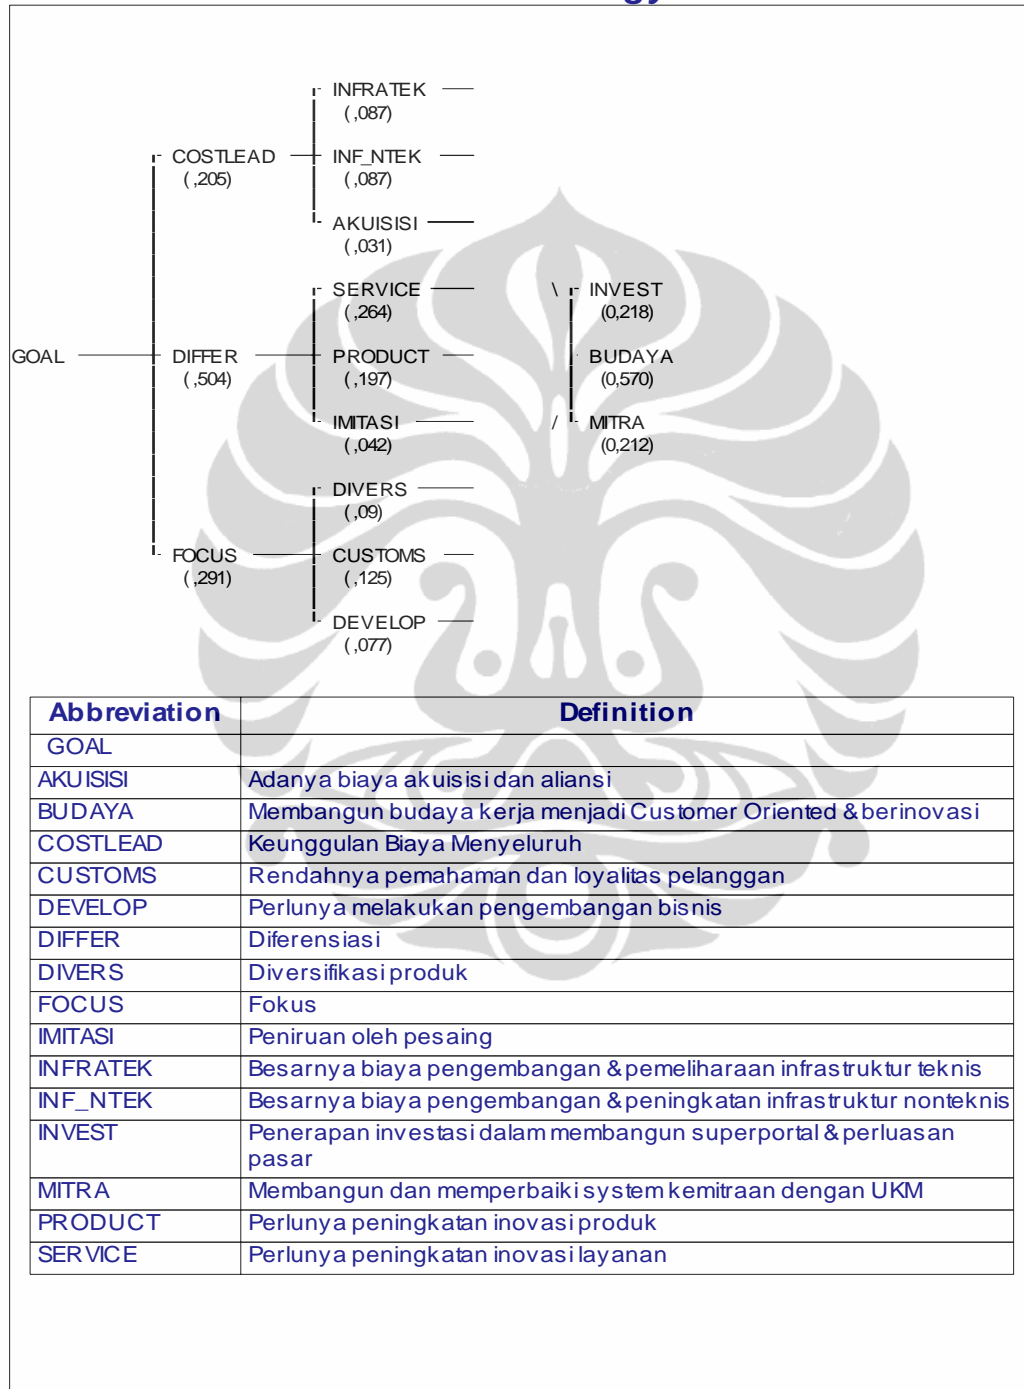 INFRATEK
( ,087)
COSTLEAD
( ,205)
INF_NTEK
( ,087)
AKUISISI
( ,031)
SERVICE
( ,264)
\ INVEST
(0,218)
GOAL
DIFFER
( ,504)
PRODUCT
( ,197)
BUDAYA
(0,570)
IMITASI
( ,042)
/ MITRA
(0,212)
DIVERS
( ,09)
FOCUS
( ,291)
CUSTOMS
( ,125)
DEVELOP
( ,077)
Abbreviation Definition
GOAL
AKUISISI Adanya biaya akuisisi dan aliansi
BUDAYA Membangun budaya kerja menjadi Customer Oriented & berinovasi
COSTLEAD Keunggulan Biaya Menyeluruh
CUSTOMS Rendahnya pemahaman dan loyalitas pelanggan
DEVELOP Perlunya melakukan pengembangan bisnis
DIFFER Diferensiasi
DIVERS Diversifikasi produk
FOCUS Fokus
IMITASI Peniruan oleh pesaing
INFRATEK Besarnya biaya pengembangan & pemeliharaan infrastruktur teknis
INF_NTEK Besarnya biaya pengembangan & peningkatan infrastruktur nonteknis
INVEST Penerapan investasi dalam membangun superportal & perluasan
pasar
MITRA Membangun dan memperbaiki system kemitraan dengan UKM
PRODUCT Perlunya peningkatan inovasi produk
SERVICE Perlunya peningkatan inovasi layanan